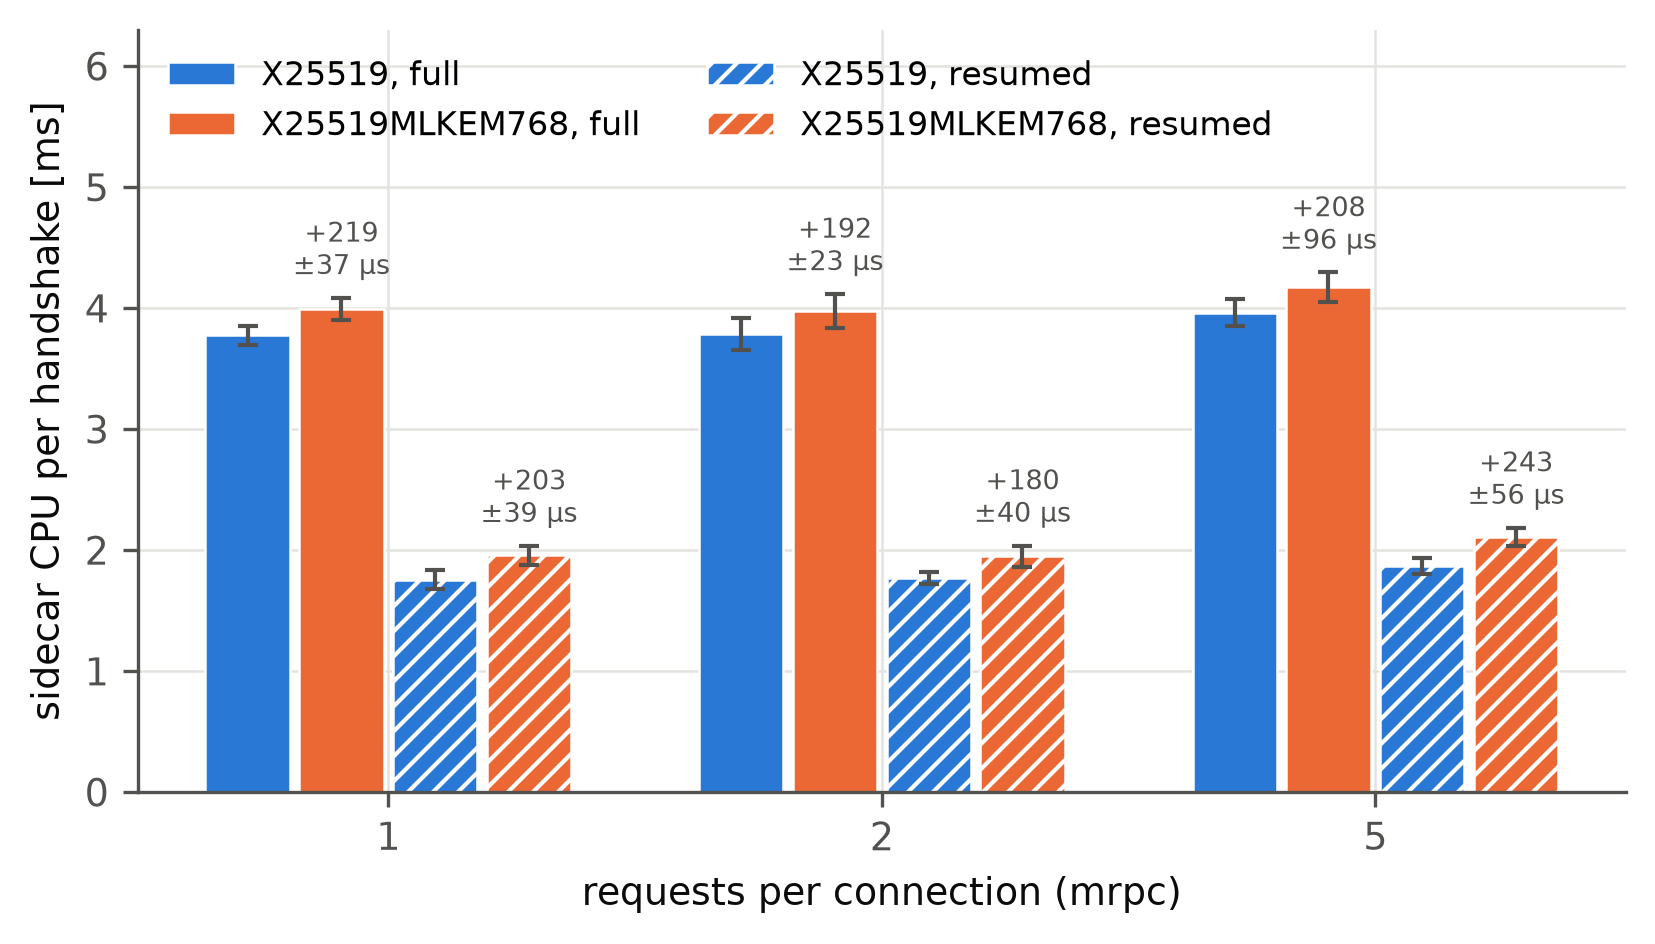 sidecar CPU per handshake [ms]
6
5
4
3
2
1
0
X25519, full
X25519MLKEM768, full
X25519, resumed
X25519MLKEM768, resumed
+219
±37 µs
+203
±39 µs
+192
±23 µs
+180
±40 µs
+208
±96 µs
+243
±56 µs
1
2
5
requests per connection (mrpc)